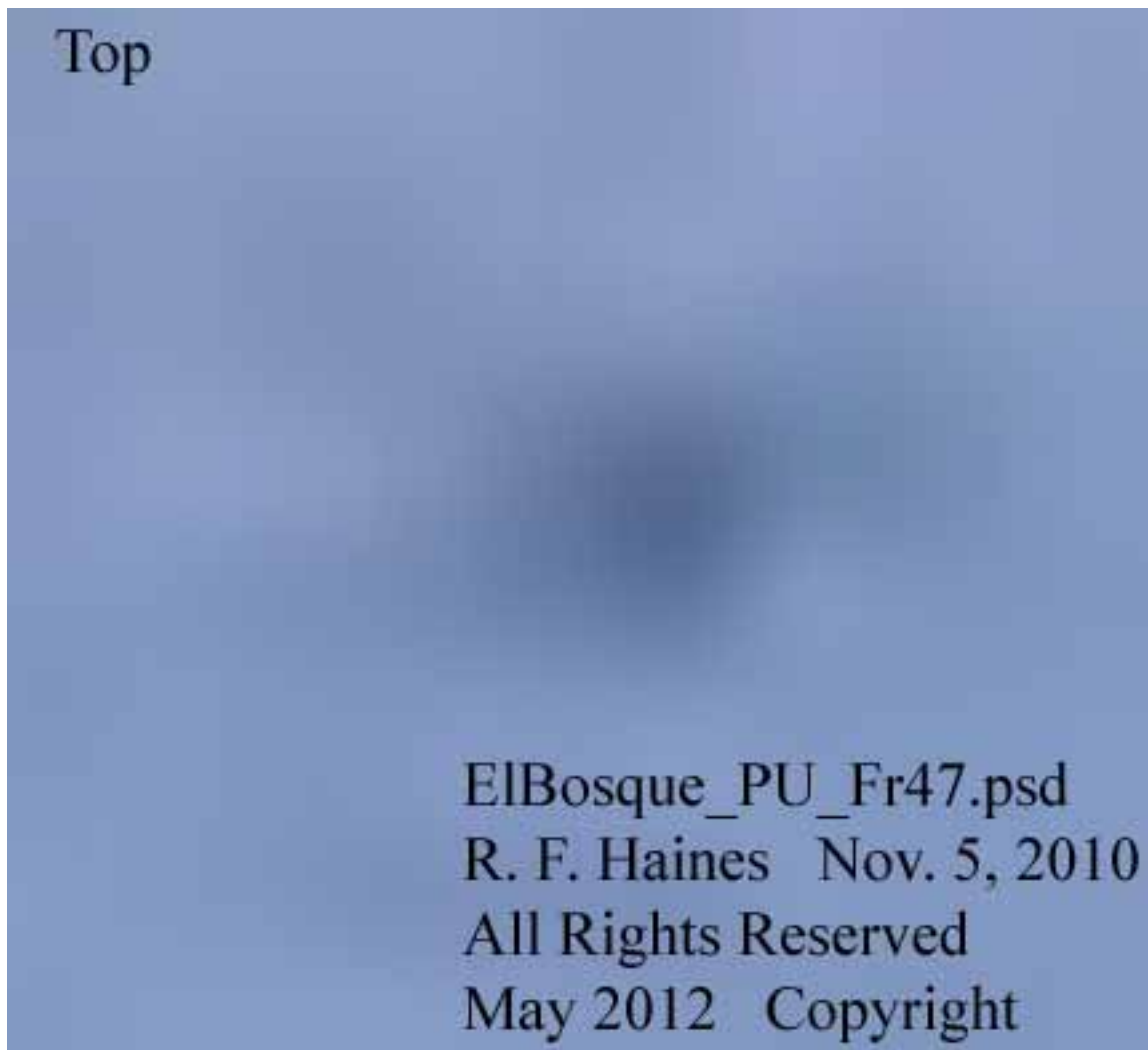 Top
ElBosque_PU_Fr47.psd
R. F. Haines   Nov. 5, 2010
All Rights Reserved
May 2012   Copyright